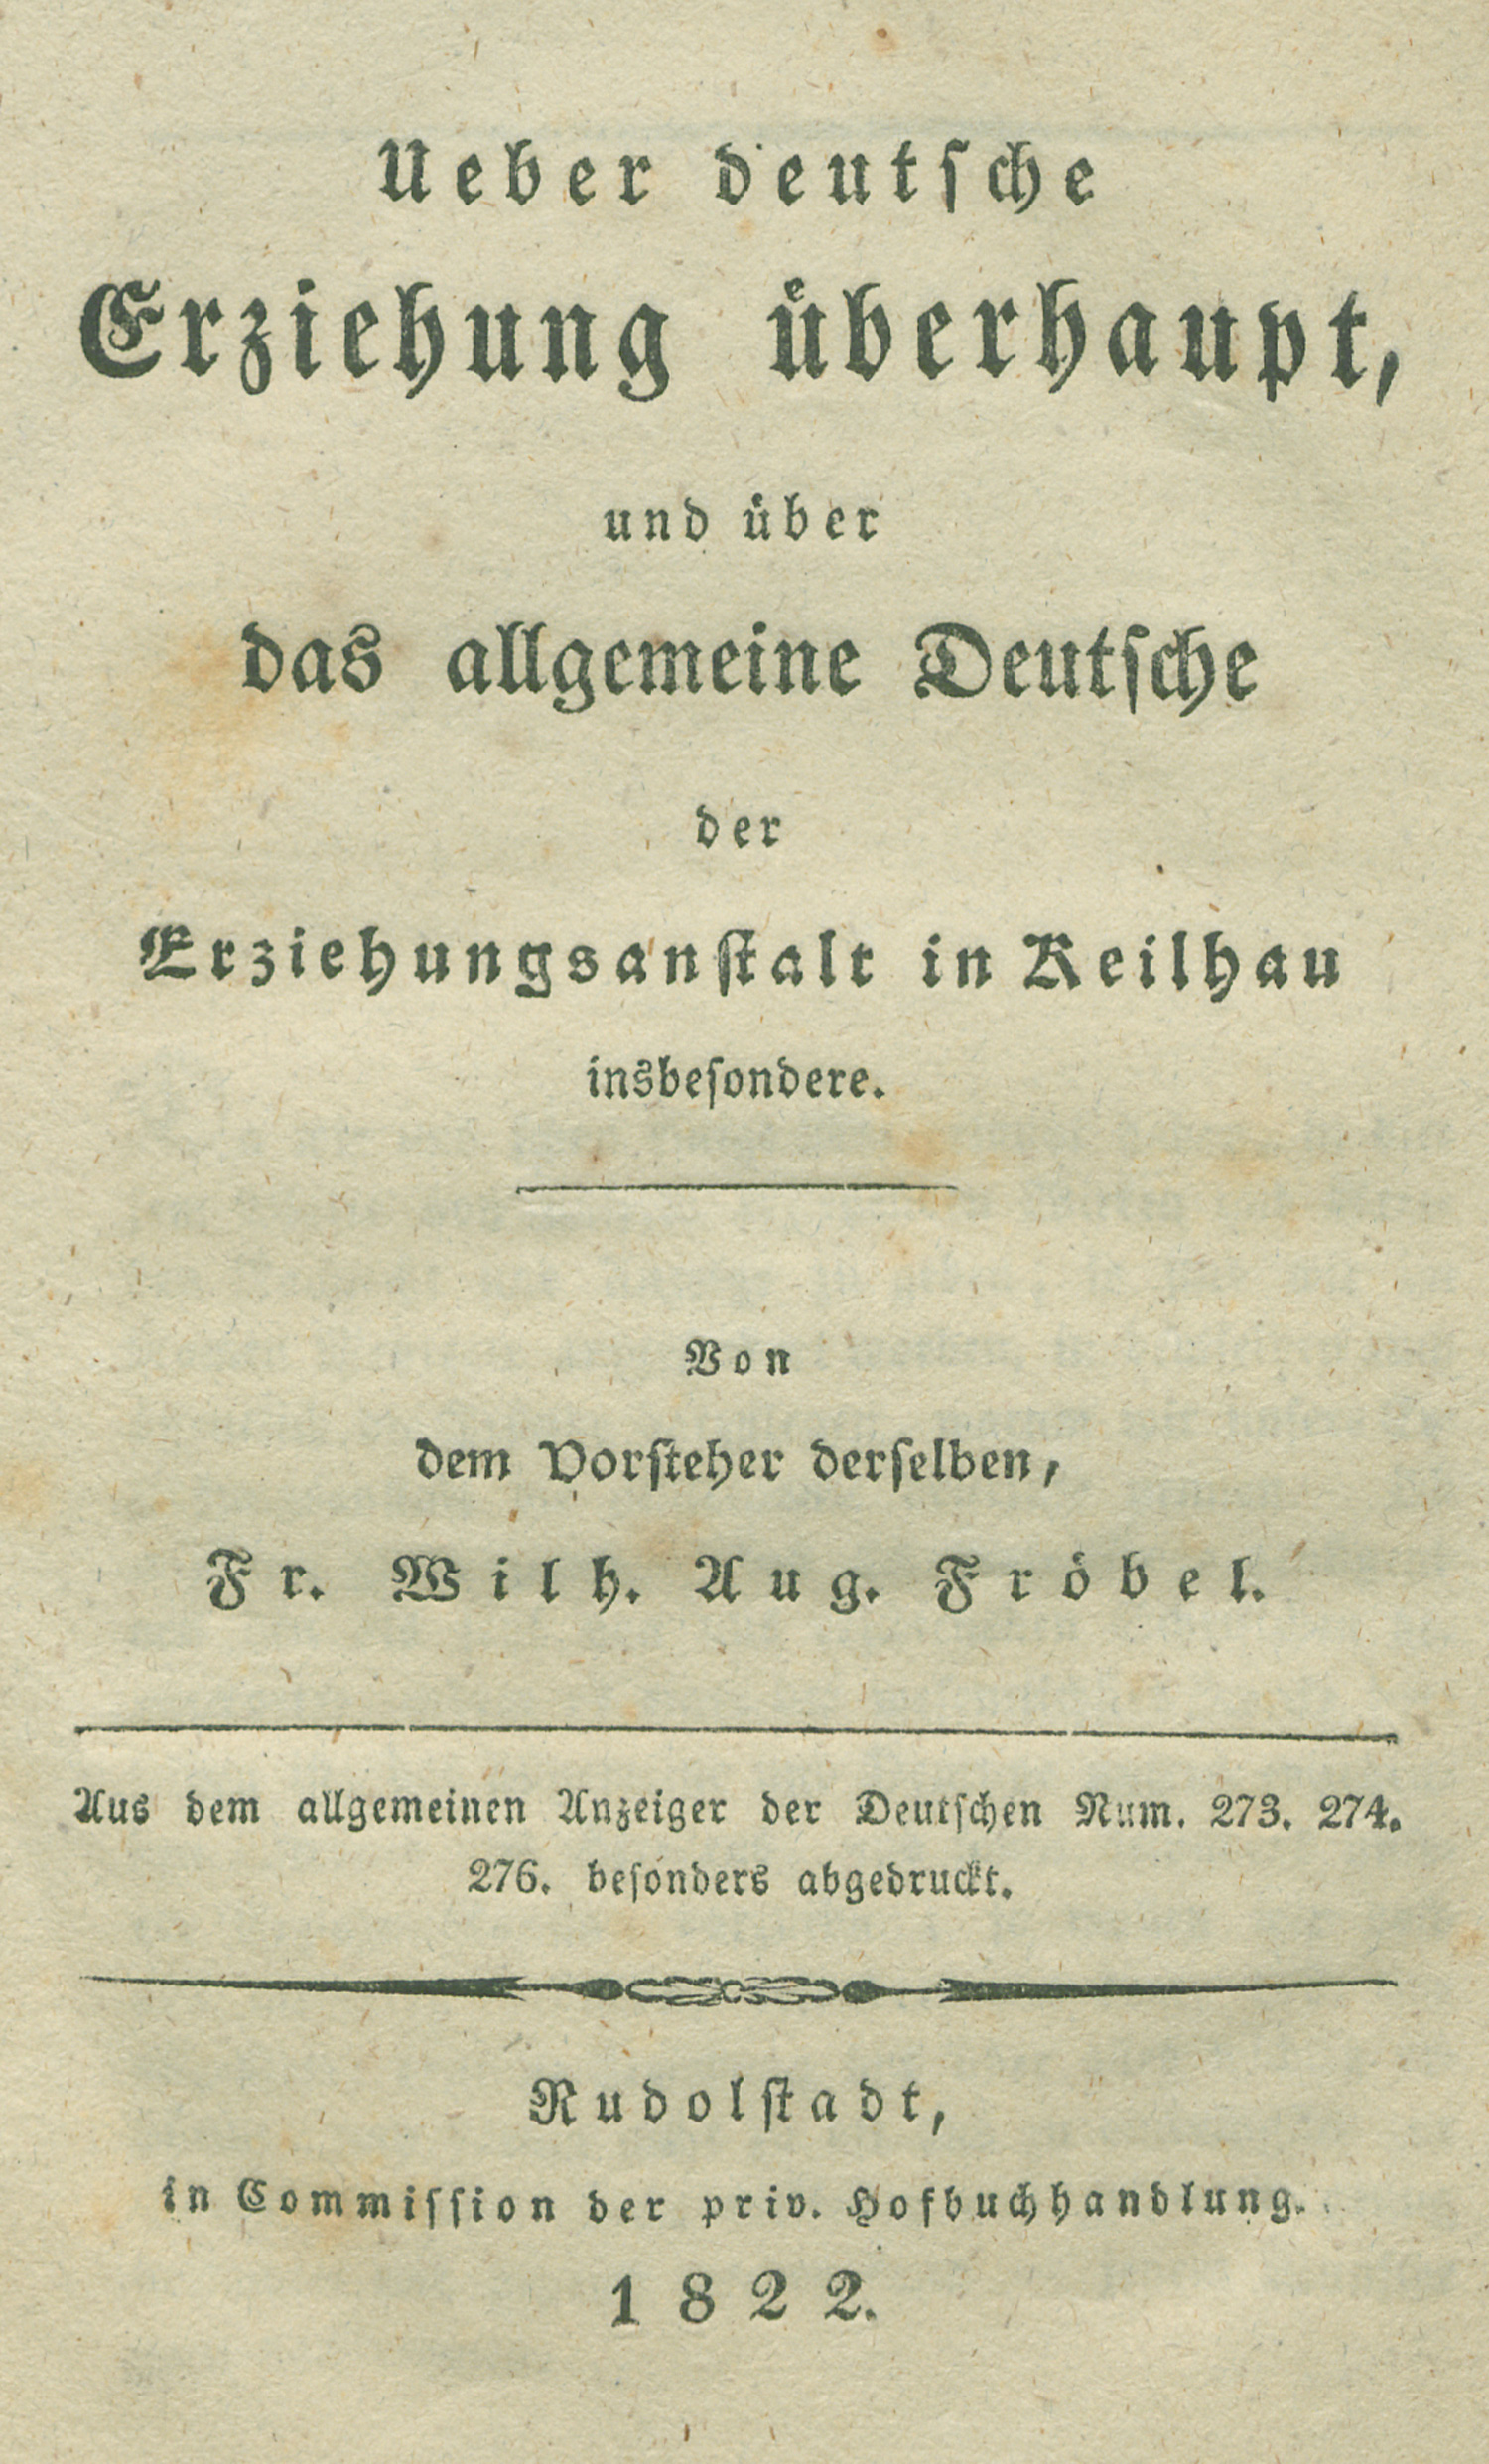 Ueber deutsche
Erziehung überhaupt,
und über
das allgemeine Deutsche
der
Erziehungsanstalt in Keilhau
insbesondere.
Von
dem Vorsteher derselben,
Fr. Wilh. Aug. Fröbel.
Aus dem allgemeinen Anzeiger der Deutschen Num. 273. 274.
276. besonders abgedruckt.
Rudolstadt,
in Commission der priv. Hofbuchhandlung.
1822.